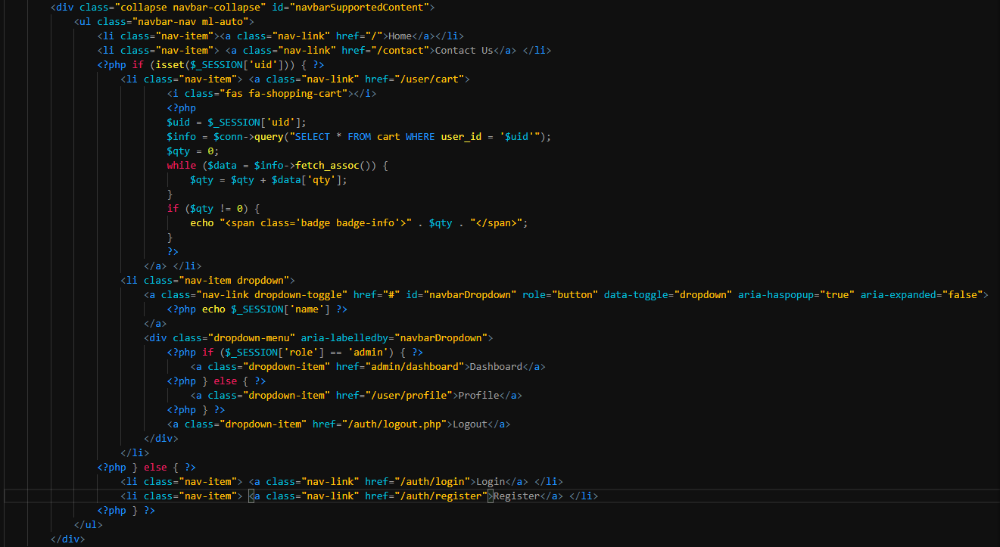 <div class="collapse navbar-collapse" id="navbarSupportedContent">
<ul class="navbar-nav ml-auto">
<li class="nav-item"><a class="nav-link" href="/">Home</a></li>
<li class="nav-item"> <a class="nav-link" href="/contact">Contact Us</a> </li>
<?php if (isset($_SESSION['uid'])) { ?>
<li class="nav-item"> <a class="nav-link" href="/user/cart">
<i class="fas fa-shopping-cart"></i>
<?php
$uid = $_SESSION['uid'];
$info = $conn->query("SELECT * FROM cart WHERE user_id = '$uid'");
$qty = 0;
while ($data = $info->fetch_assoc()) {
$qty = $qty + $data['qty'];
}
if ($qty != 0) {
echo "<span class='badge badge-info'>" . $qty . "</span>";
}
?>
</a> </li>
<li class="nav-item dropdown">
<a class="nav-link dropdown-toggle" href="#" id="navbarDropdown" role="button" data-toggle="dropdown" aria-haspopup="true" aria-expanded="false">
<?php echo $_SESSION['name'] ?>
</a>
<div class="dropdown-menu" aria-labelledby="navbarDropdown">
<?php if ($_SESSION['role'] == 'admin') { ?>
<a class="dropdown-item" href="admin/dashboard">Dashboard</a>
<?php } else { ?>
<a class="dropdown-item" href="/user/profile">Profile</a>
<?php } ?>
<a class="dropdown-item" href="/auth/logout.php">Logout</a>
</div>
</li>
<?php } else { ?>
<li class="nav-item"> <a class="nav-link" href="/auth/login">Login</a> </li>
<li class="nav-item"> <a class="nav-link" href="/auth/register">Register</a> </li>
<?php } ?>
</ul>
</div>